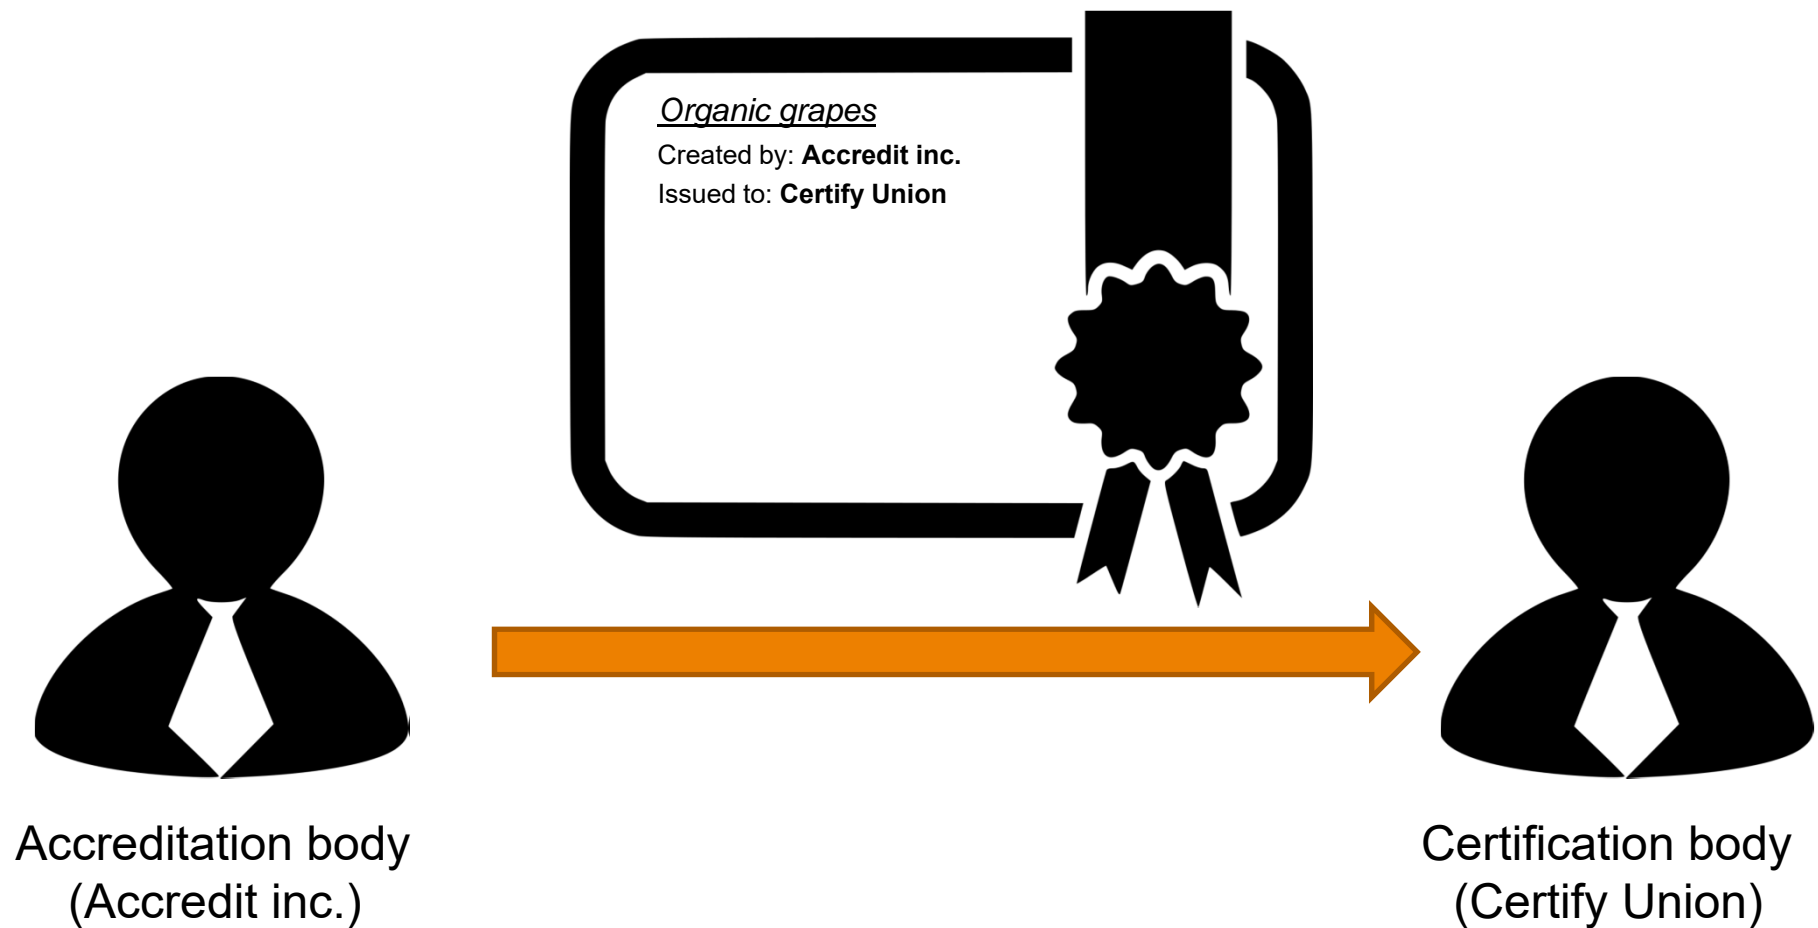 Organic grapes
Created by: Accredit inc.
Issued to: Certify Union
Accreditation body
(Accredit inc.)
Certification body
(Certify Union)